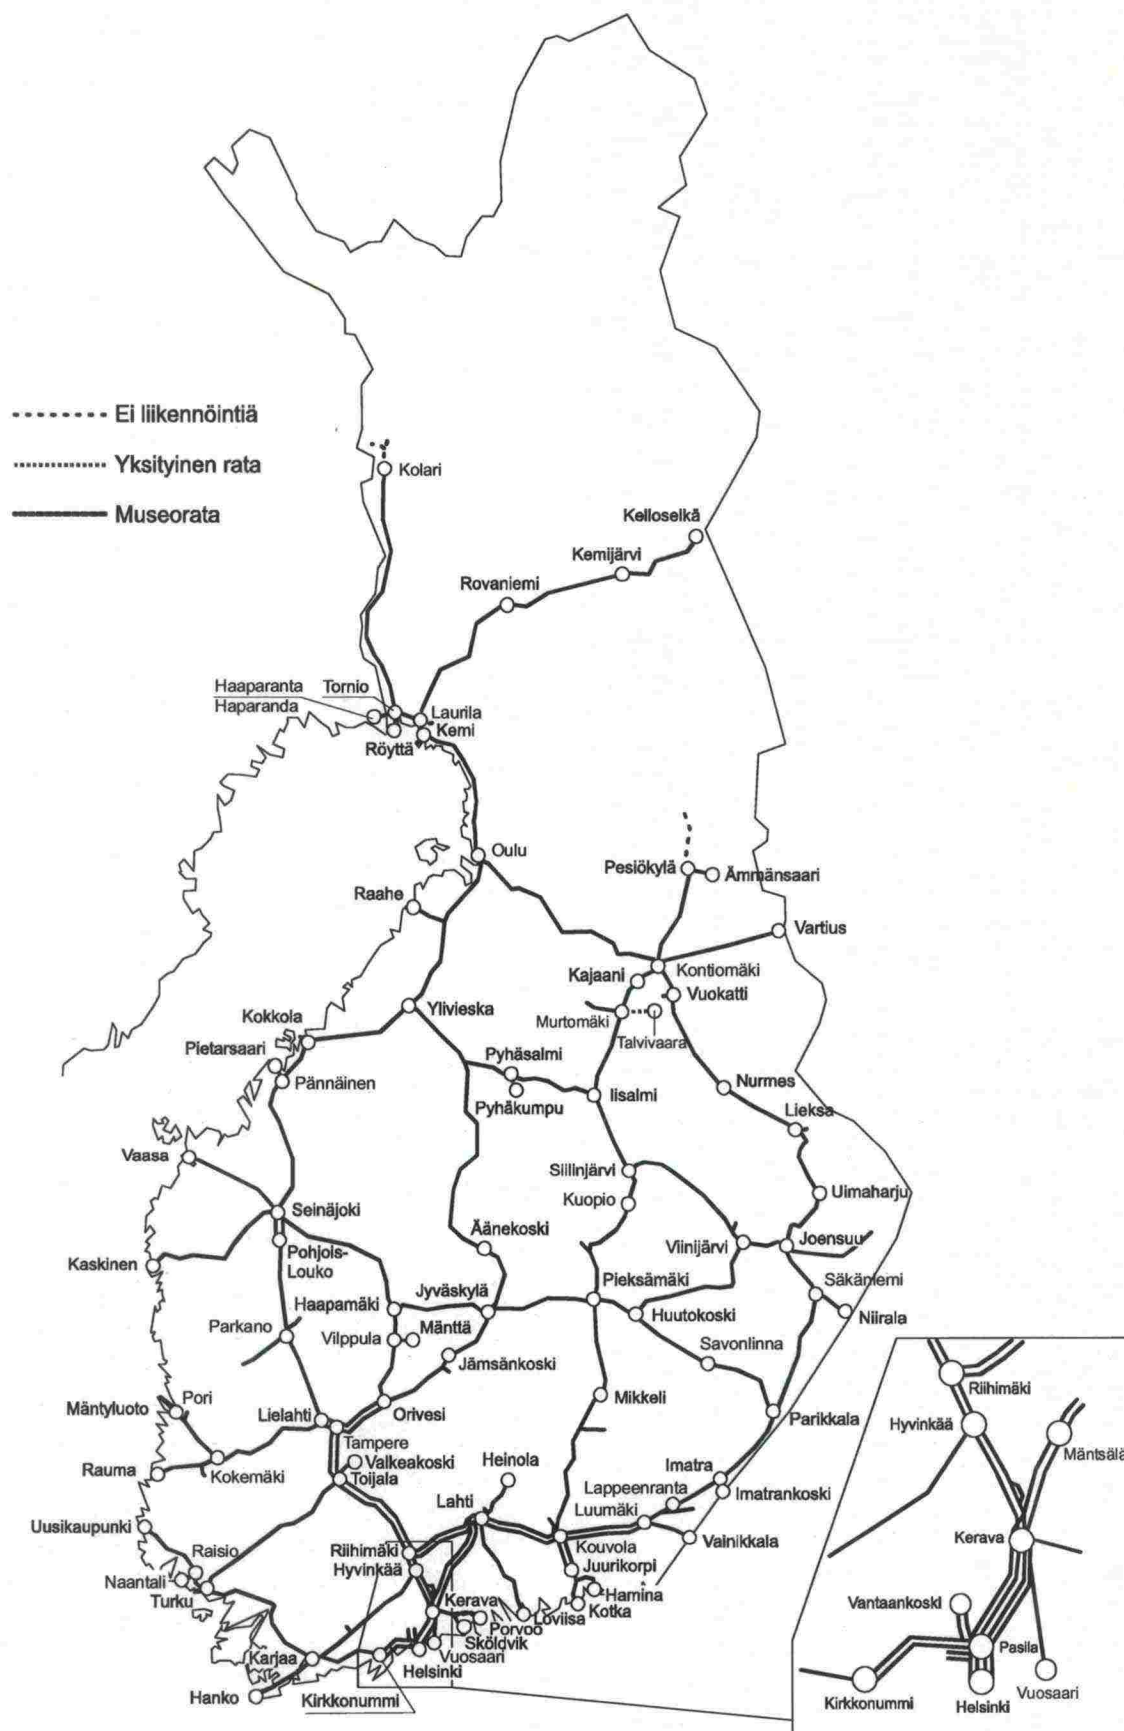 Ei liikennöintiä
Yksityinen rata
Museorata
Kolari
Kelloselkä
Kemijärvi
Rovaniemi
Haaparanta
Haparanda
Tornio
Laurila
Kemi
Röyttä
Oulu
Pesiökylä
Ämmänsaari
Raahe
Vartius
Kontiomäki
Kajaani
Vuokatti
Ylivieska
Murtomäki
Talvivaara
Kokkola
Pietarsaari
Pännäinen
Pyhäsalmi
Pyhäkumpu
Iisalmi
Nurmes
Lieksa
Vaasa
Siilinjärvi
Kuopio
Uimaharju
Seinäjoki
Pohjois-
Louko
Äänekoski
Viinijärvi
Joensuu
Kaskinen
Jyväskylä
Pieksämäki
Säkäniemi
Haapamäki
Mänttä
Huutokoski
Niirala
Parkano
Vilppula
Jämsänkoski
Savonlinna
Mikkeli
Pori
Mäntyluoto
Lielahti
Orivesi
Parikkala
Tampere
Valkeakoski
Toijala
Rauma
Kokemäki
Heinola
Imatra
Imatrankoski
Lappeenranta
Luumäki
Lahti
Uusikaupunki
Vainikkala
Kouvola
Riihimäki
Hyvinkää
Juurikorpi
Raisio
Naantali
Turku
Hamina
Kotka
Kerava
Loviisa
Porvoo
Sköldvik
Vuosaari
Helsinki
Karjaa
Hanko
Kirkkonummi
Riihimäki
Hyvinkää
Mäntsälä
Kerava
Vantaankoski
Pasila
Kirkkonummi
Helsinki
Vuosaari